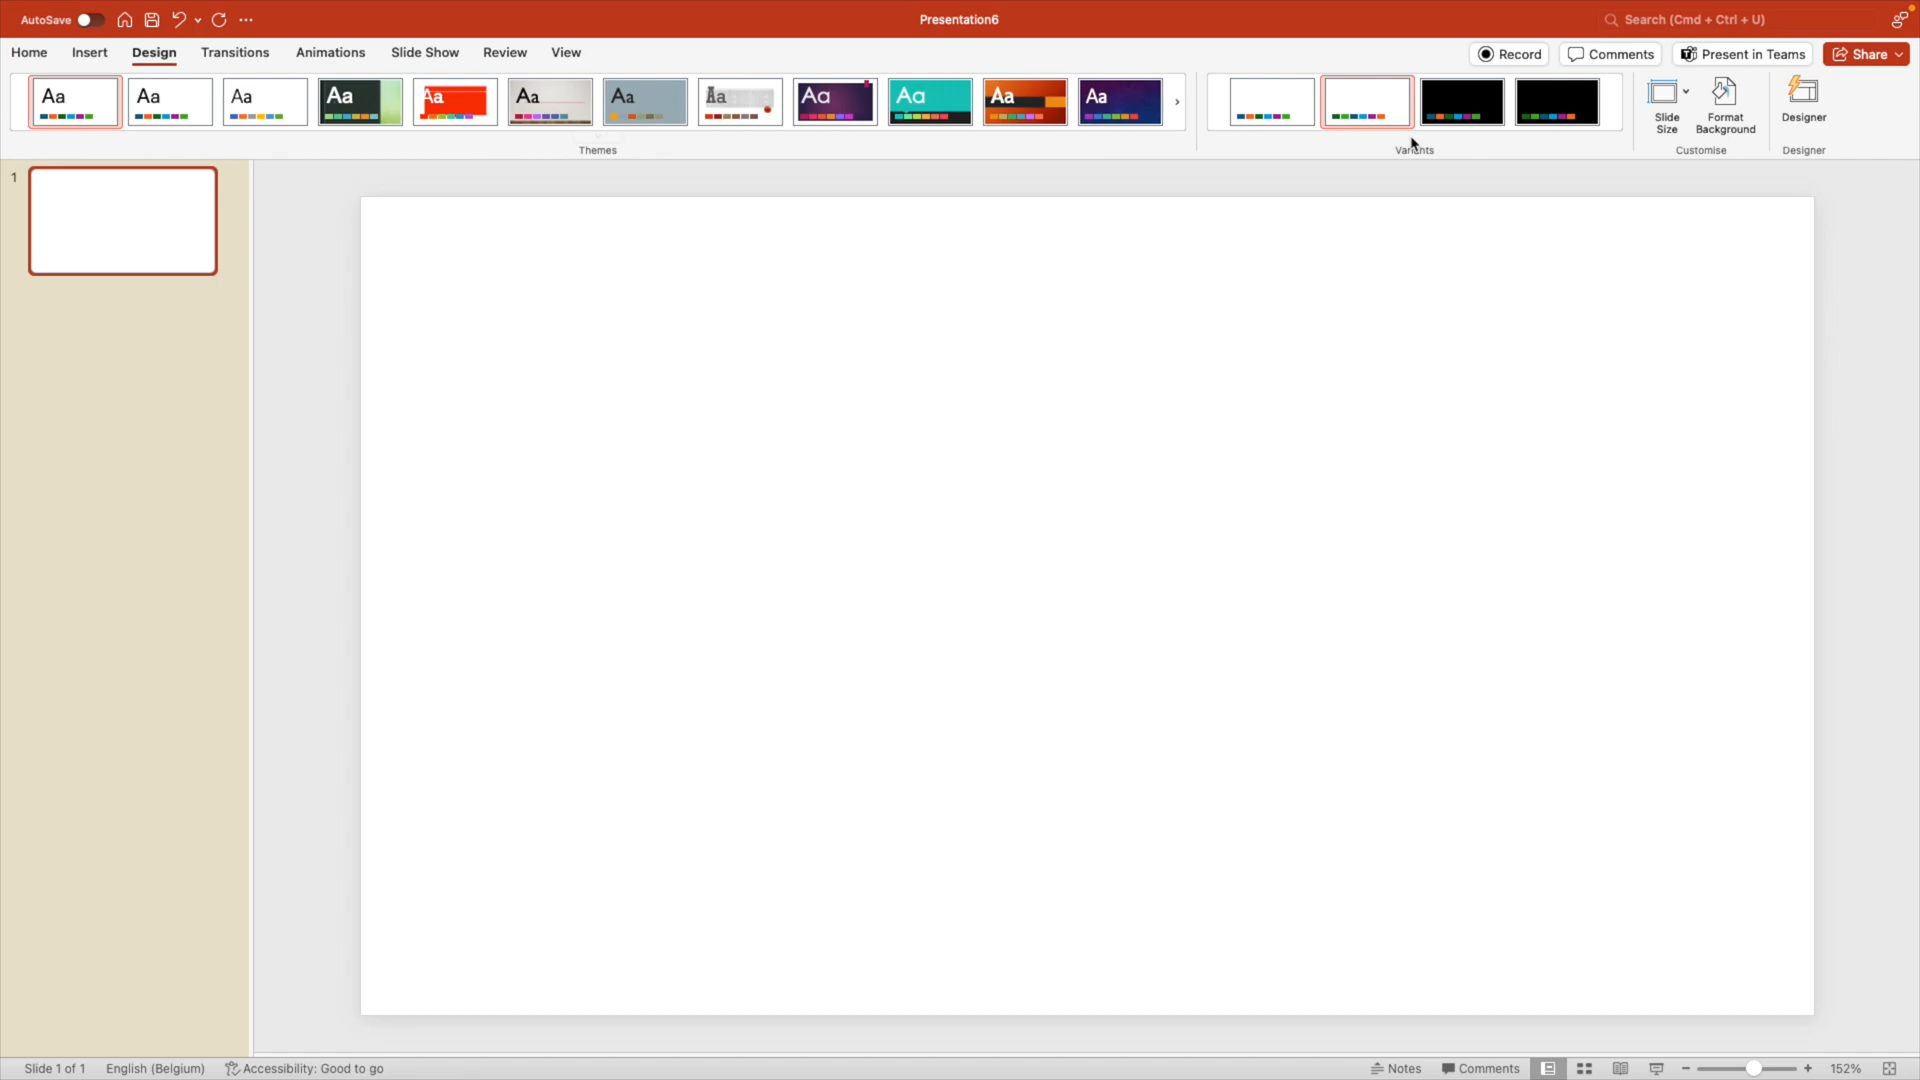 AutoSave
Presentation6
Search (Cmd + Ctrl + U)
Home Insert Design Transitions Animations Slide Show Review View
Record Comments Present in Teams Share
Aa Aa Aa Aa Aa Aa Aa Aa Aa Aa Aa Aa
Slide Size
Format Background
Designer
Themes
Variants
Customise
Designer
1
Slide 1 of 1 English (Belgium) Accessibility: Good to go
Notes Comments 152%